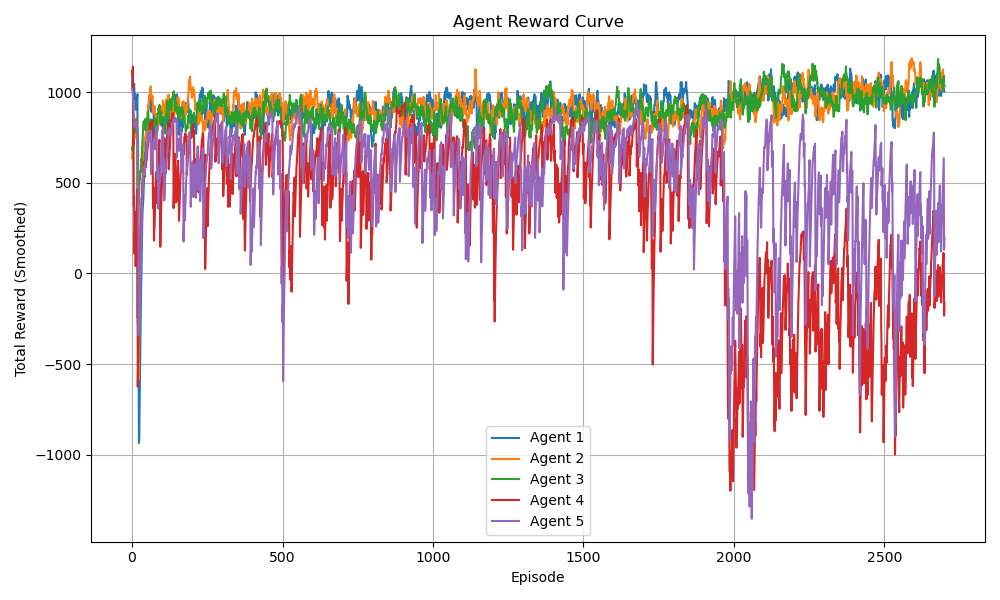 Agent Reward Curve
Total Reward (Smoothed)
1000
500
0
−500
−1000
Agent 1
Agent 2
Agent 3
Agent 4
Agent 5
0 500 1000 1500 2000 2500
Episode